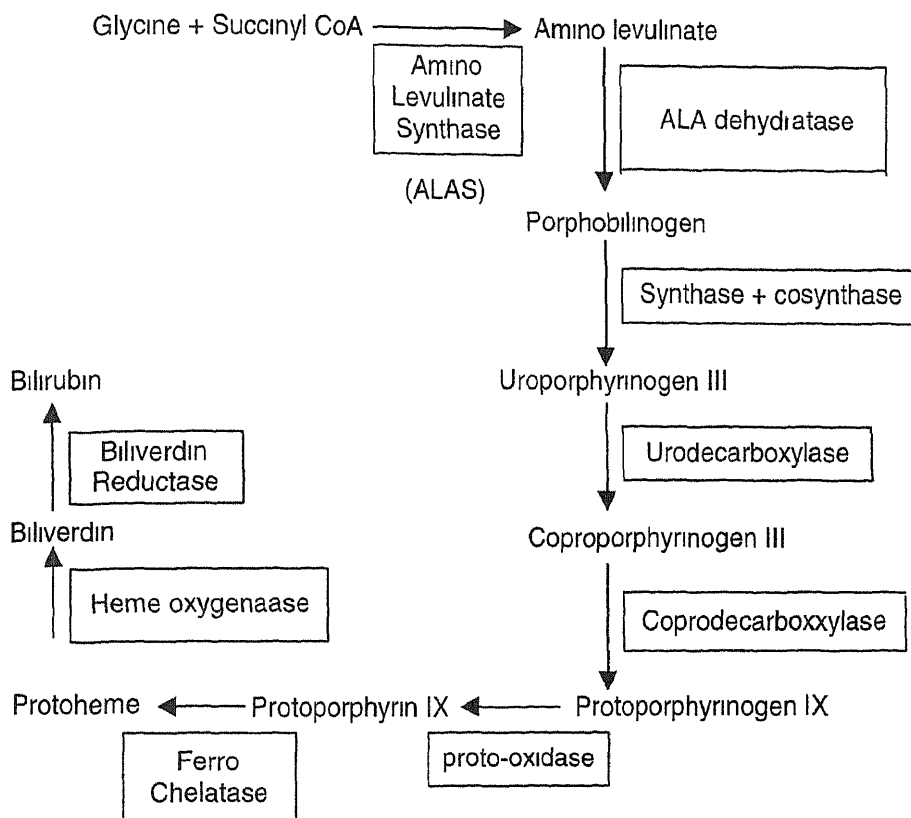 Glycine + Succinyl CoA
Amino levulinate
Amino
Levulinate
Synthase
ALA dehydratase
(ALAS)
Porphobilinogen
Synthase + cosynthase
Uroporphyrinogen III
Urodecarboxylase
Coproporphyrinogen III
Coprodecarboxxylase
Protoporphyrinogen IX
proto-oxidase
Protoporphyrin IX
Ferro
Chelatase
Protoheme
Heme oxygenaase
Biliverdin
Biliverdin
Reductase
Bilirubin